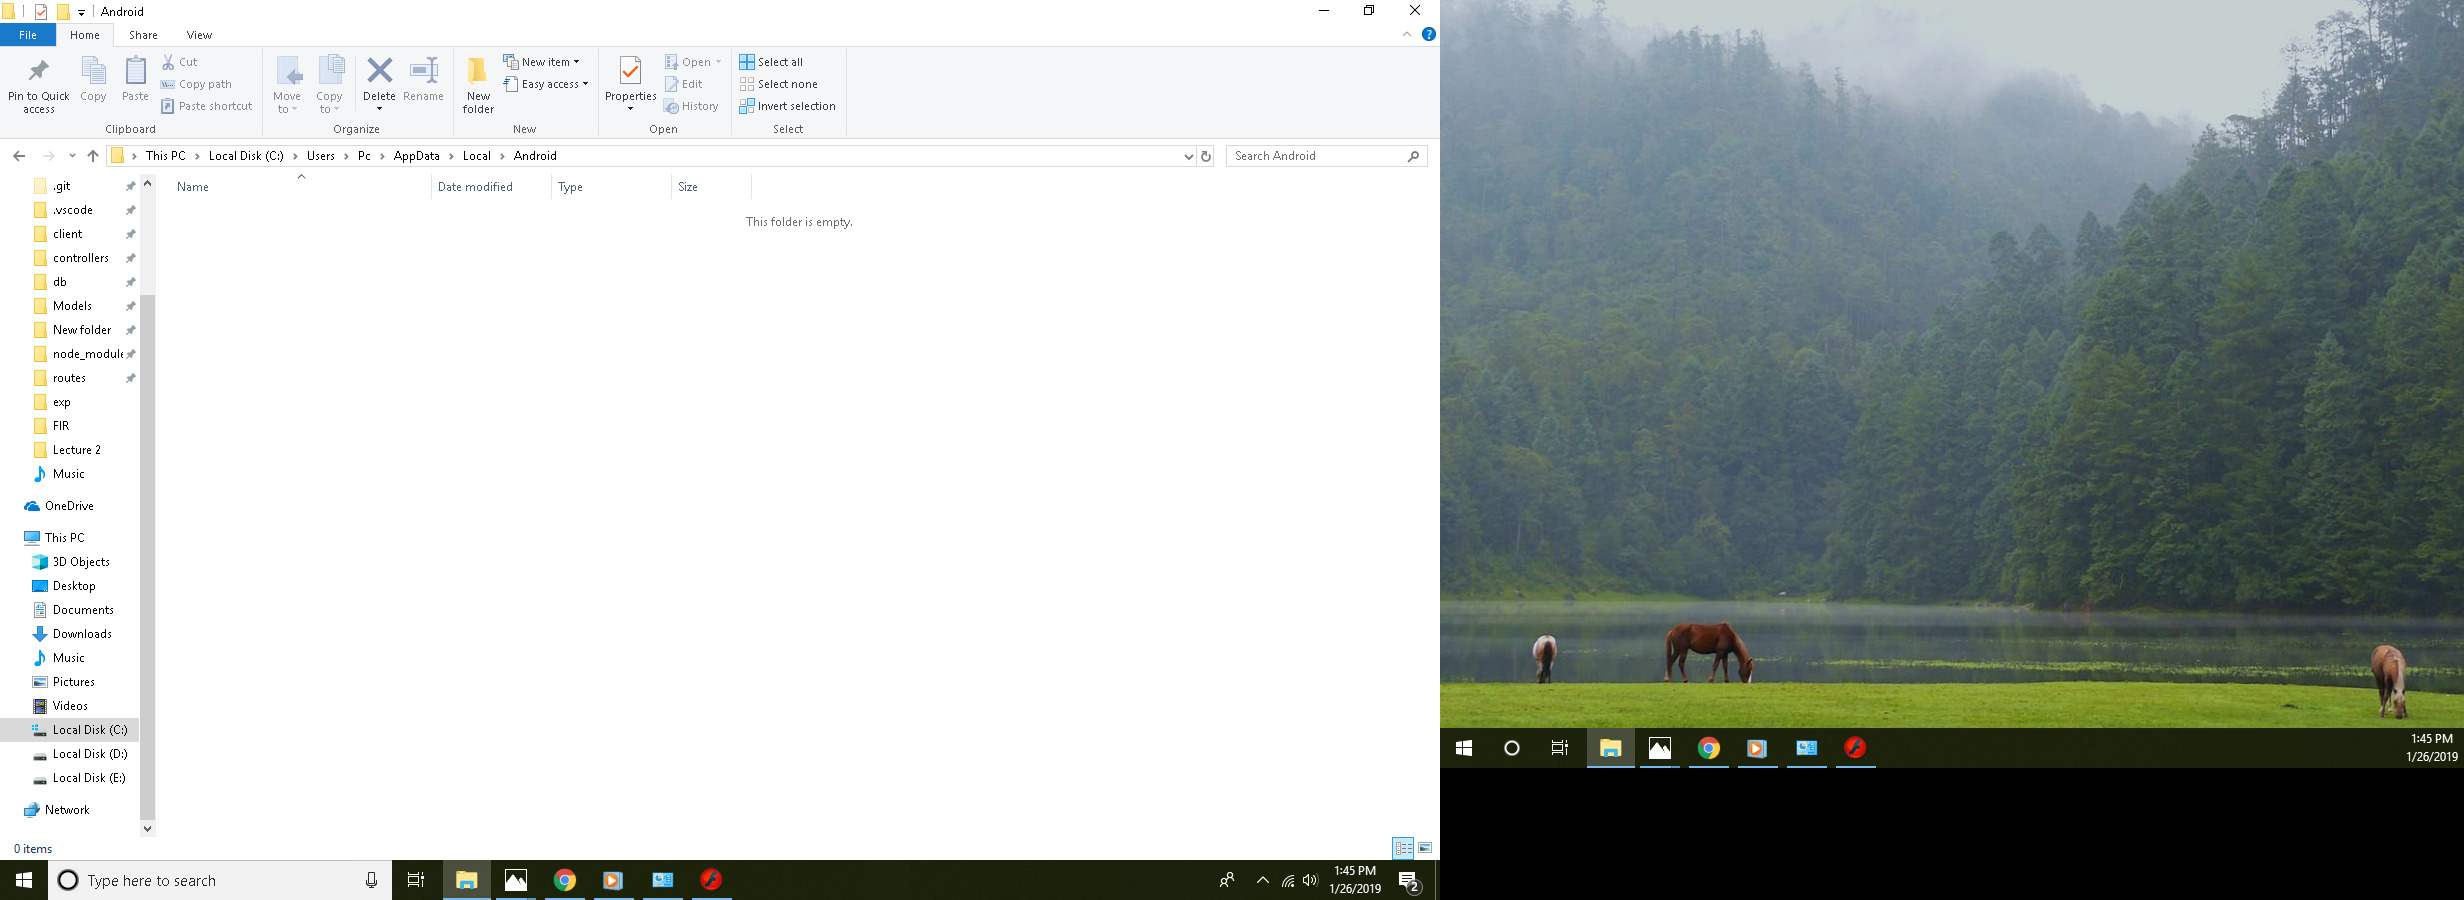 Android
File Home Share View
Pin to Quick access
Copy
Paste
Cut
Copy path
Paste shortcut
Clipboard
Move to
Copy to
Delete
Rename
Organize
New folder
New item
Easy access
New
Properties
Open
Edit
History
Open
Select all
Select none
Invert selection
Select
This PC > Local Disk (C:) > Users > Pc > AppData > Local > Android
Search Android
Name Date modified Type Size
This folder is empty.
.git
.vscode
client
controllers
db
Models
New folder
node_module
routes
exp
FIR
Lecture 2
Music
OneDrive
This PC
3D Objects
Desktop
Documents
Downloads
Music
Pictures
Videos
Local Disk (C:)
Local Disk (D:)
Local Disk (E:)
Network
0 items
Type here to search
1:45 PM
1/26/2019
2
1:45 PM
1/26/2019